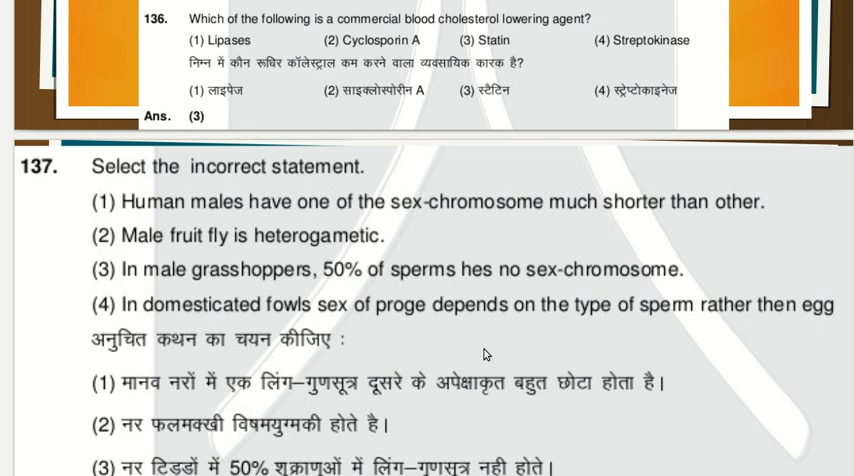 136. Which of the following is a commercial blood cholesterol lowering agent?
(1) Lipases (2) Cyclosporin A (3) Statin (4) Streptokinase
निम्न में कौन रूधिर कॉलेस्ट्राल कम करने वाला व्यवसायिक कारक है?
(1) लाइपेज (2) साइक्लोस्पोरीन A (3) स्टैटिन (4) स्ट्रेप्टोकाइनेज
Ans. (3)
137. Select the incorrect statement.
(1) Human males have one of the sex-chromosome much shorter than other.
(2) Male fruit fly is heterogametic.
(3) In male grasshoppers, 50% of sperms hes no sex-chromosome.
(4) In domesticated fowls sex of proge depends on the type of sperm rather then egg
अनुचित कथन का चयन कीजिए :
(1) मानव नरों में एक लिंग–गुणसूत्र दूसरे के अपेक्षाकृत बहुत छोटा होता है।
(2) नर फलमक्खी विषमयुग्मकी होते है।
(3) नर टिड्डों में 50% शुक्राणुओं में लिंग–गुणसूत्र नही होते।